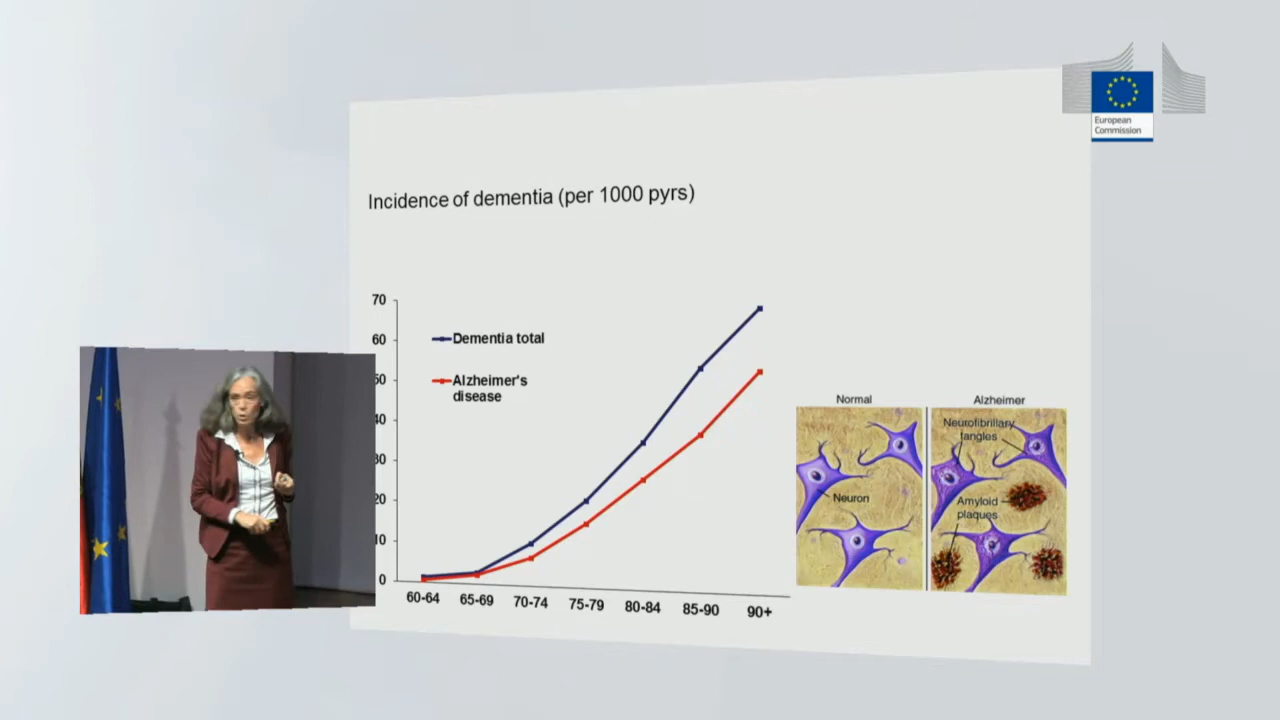 European
Commission
Incidence of dementia (per 1000 pyrs)
70
60
50
40
30
20
10
0
Dementia total
Alzheimer's
disease
60-64 65-69 70-74 75-79 80-84 85-90 90+
Normal
Neuron
Alzheimer
Neurofibrillary
tangles
Amyloid
plaques